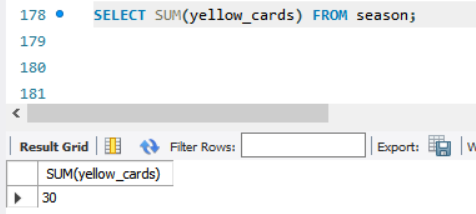 178 SELECT SUM(yellow_cards) FROM season;
179
180
181
Result Grid Filter Rows: Export:
SUM(yellow_cards)
30